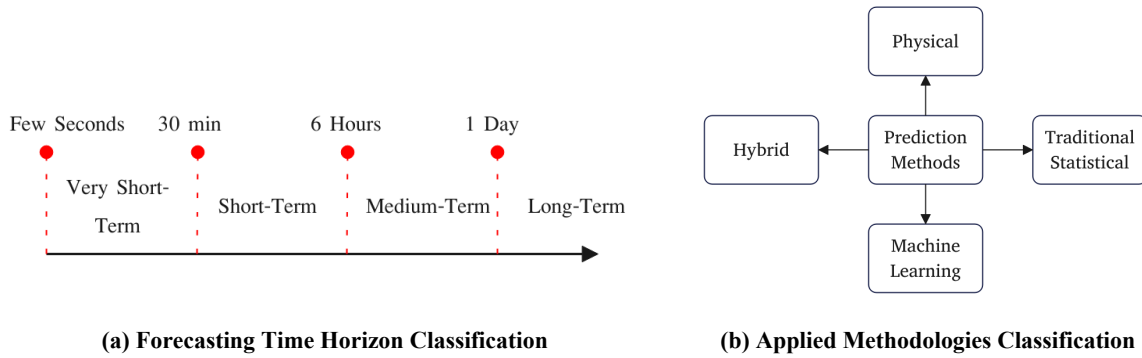 Few Seconds
30 min
6 Hours
1 Day
Very Short-
Term
Short-Term
Medium-Term
Long-Term
(a) Forecasting Time Horizon Classification
Physical
Hybrid
Prediction
Methods
Traditional
Statistical
Machine
Learning
(b) Applied Methodologies Classification